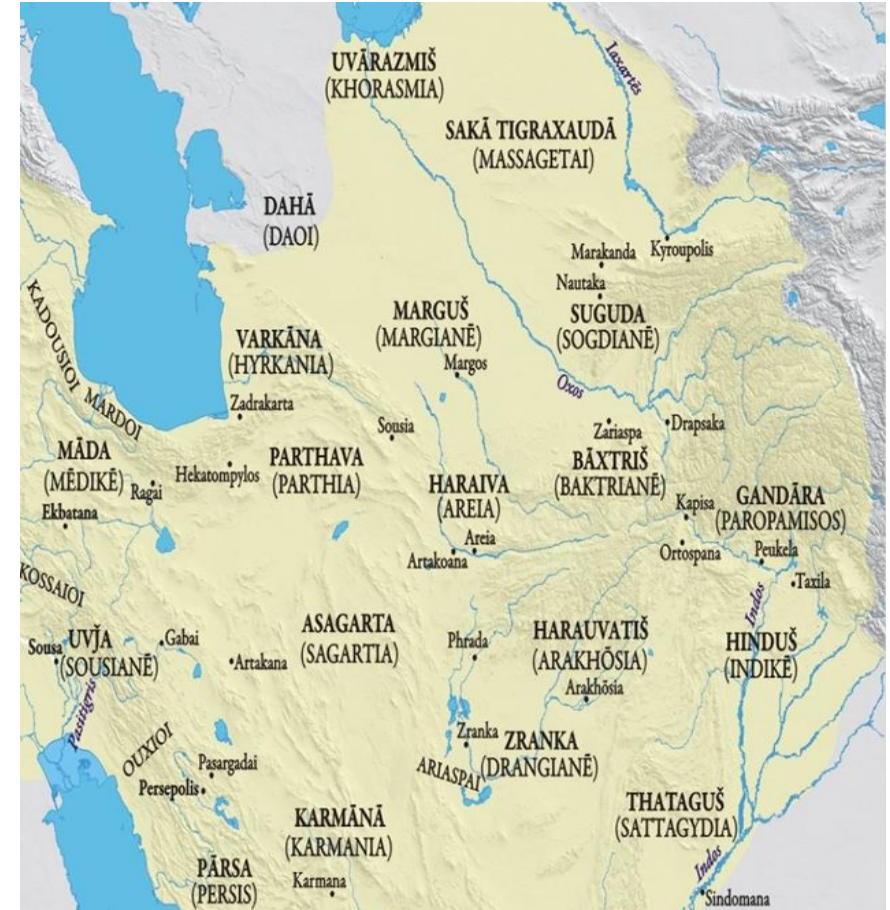 UVĀRAZMIŠ
(KHORASMIA)
Iaxartēs
SAKĀ TIGRAXAUDĀ
(MASSAGETAI)
DAHĀ
(DAOI)
Marakanda
Kyroupolis
Nautaka
SUGUDA
(SOGDIANĒ)
KADOUSIOI
MARDOI
VARKĀNA
(HYRKANIA)
Zadrakarta
MARGUŠ
(MARGIANĒ)
Margos
Oxos
Sousia
Zariaspa
Drapsaka
BĀXTRIŠ
(BAKTRIANĒ)
MĀDA
(MĒDIKĒ)
Ragai
Ekbatana
Hekatompylos
PARTHAVA
(PARTHIA)
HARAIVA
(AREIA)
Areia
Artakoana
Kapisa
GANDĀRA
(PAROPAMISOS)
Ortospana
Peukela
Taxila
KOSSAIOI
Sousa
UVJ̌A
(SOUSIANĒ)
Gabai
Artakana
ASAGARTA
(SAGARTIA)
Phrada
HARAUVATIŠ
(ARAKHŌSIA)
Arakhōsia
Indos
HINDUŠ
(INDIKĒ)
Pasitigris
OUXIOI
Pasargadai
Persepolis
Zranka
ARIASPAI
ZRANKA
(DRANGIANĒ)
KARMĀNĀ
(KARMANIA)
Karmana
PĀRSA
(PERSIS)
THATAGUŠ
(SATTAGYDIA)
Indos
Sindomana